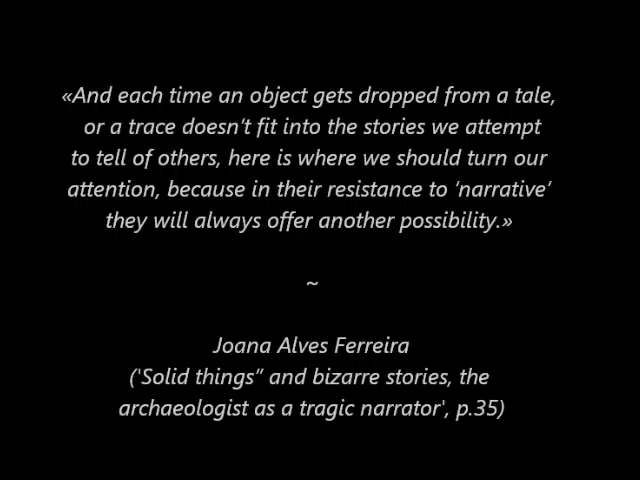 «And each time an object gets dropped from a tale,
or a trace doesn't fit into the stories we attempt
to tell of others, here is where we should turn our
attention, because in their resistance to ‘narrative’
they will always offer another possibility.»
~
Joana Alves Ferreira
('Solid things” and bizarre stories, the
archaeologist as a tragic narrator', p.35)